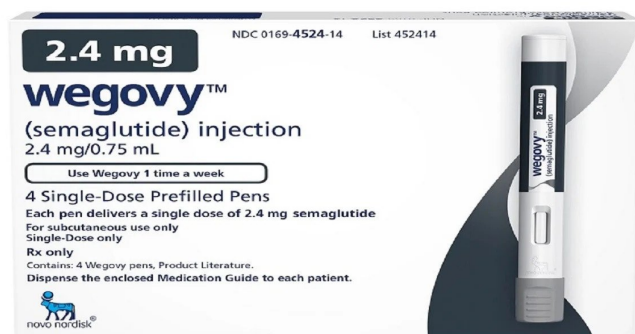 NDC 0169-4524-14 List 452414
2.4 mg
wegovy™
(semaglutide) injection
2.4 mg/0.75 mL
Use Wegovy 1 time a week
4 Single-Dose Prefilled Pens
Each pen delivers a single dose of 2.4 mg semaglutide
For subcutaneous use only
Single-Dose only
Rx only
Contains: 4 Wegovy pens, Product Literature.
Dispense the enclosed Medication Guide to each patient.
novo nordisk®
2.4 mg
wegovy™
(semaglutide) injection